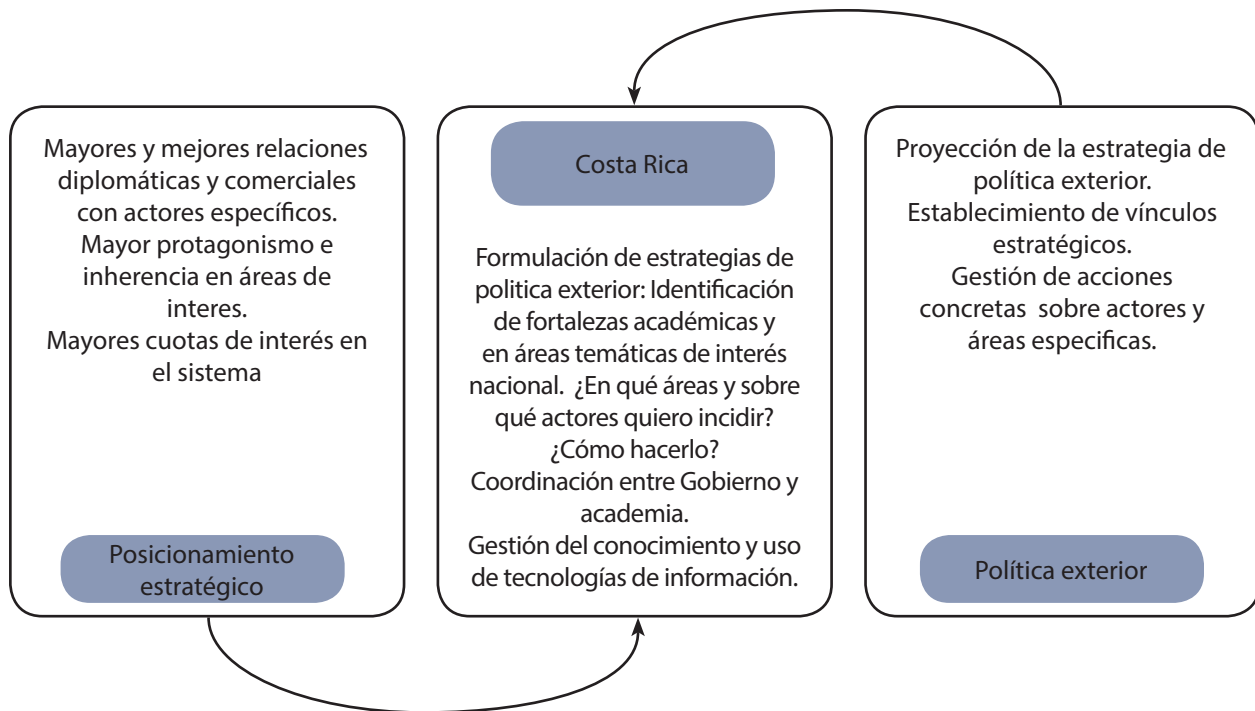 Mayores y mejores relaciones
diplomáticas y comerciales
con actores específicos.
Mayor protagonismo e
inherencia en áreas de
interes.
Mayores cuotas de interés en
el sistema
Posicionamiento
estratégico
Costa Rica
Formulación de estrategias de
politica exterior: Identificación
de fortalezas académicas y
en áreas temáticas de interés
nacional. ¿En qué áreas y sobre
qué actores quiero incidir?
¿Cómo hacerlo?
Coordinación entre Gobierno y
academia.
Gestión del conocimiento y uso
de tecnologías de información.
Proyección de la estrategia de
política exterior.
Establecimiento de vínculos
estratégicos.
Gestión de acciones
concretas sobre actores y
áreas especificas.
Política exterior